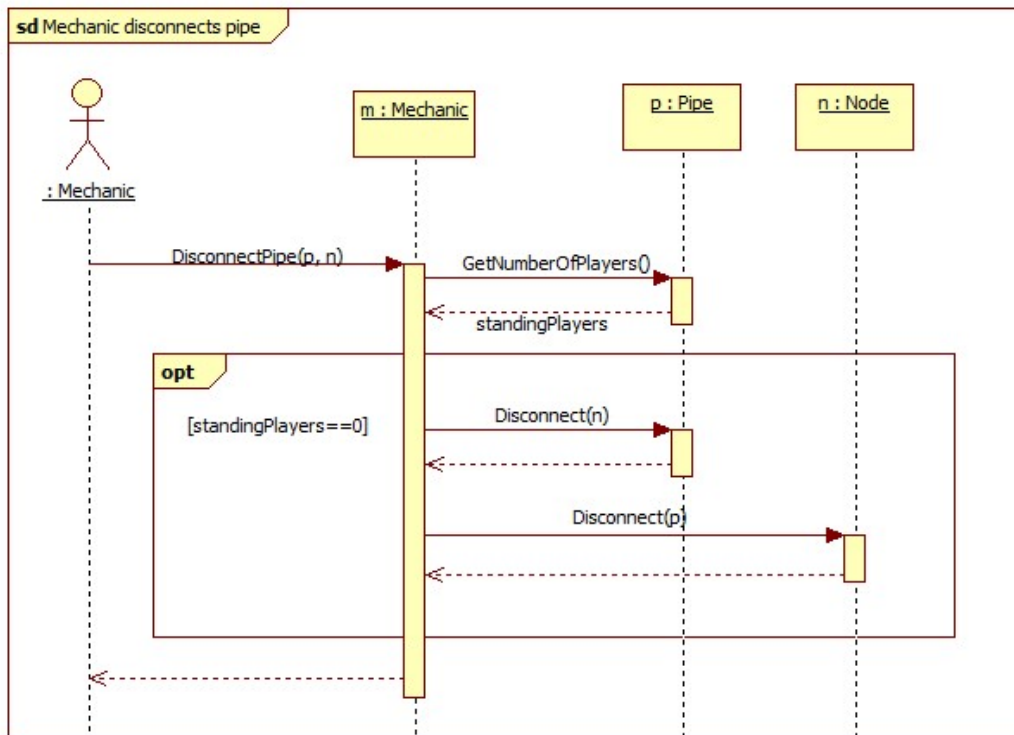 sd Mechanic disconnects pipe
: Mechanic
m : Mechanic
p : Pipe
n : Node
DisconnectPipe(p, n)
GetNumberOfPlayers()
standingPlayers
opt
[standingPlayers==0]
Disconnect(n)
Disconnect(p)